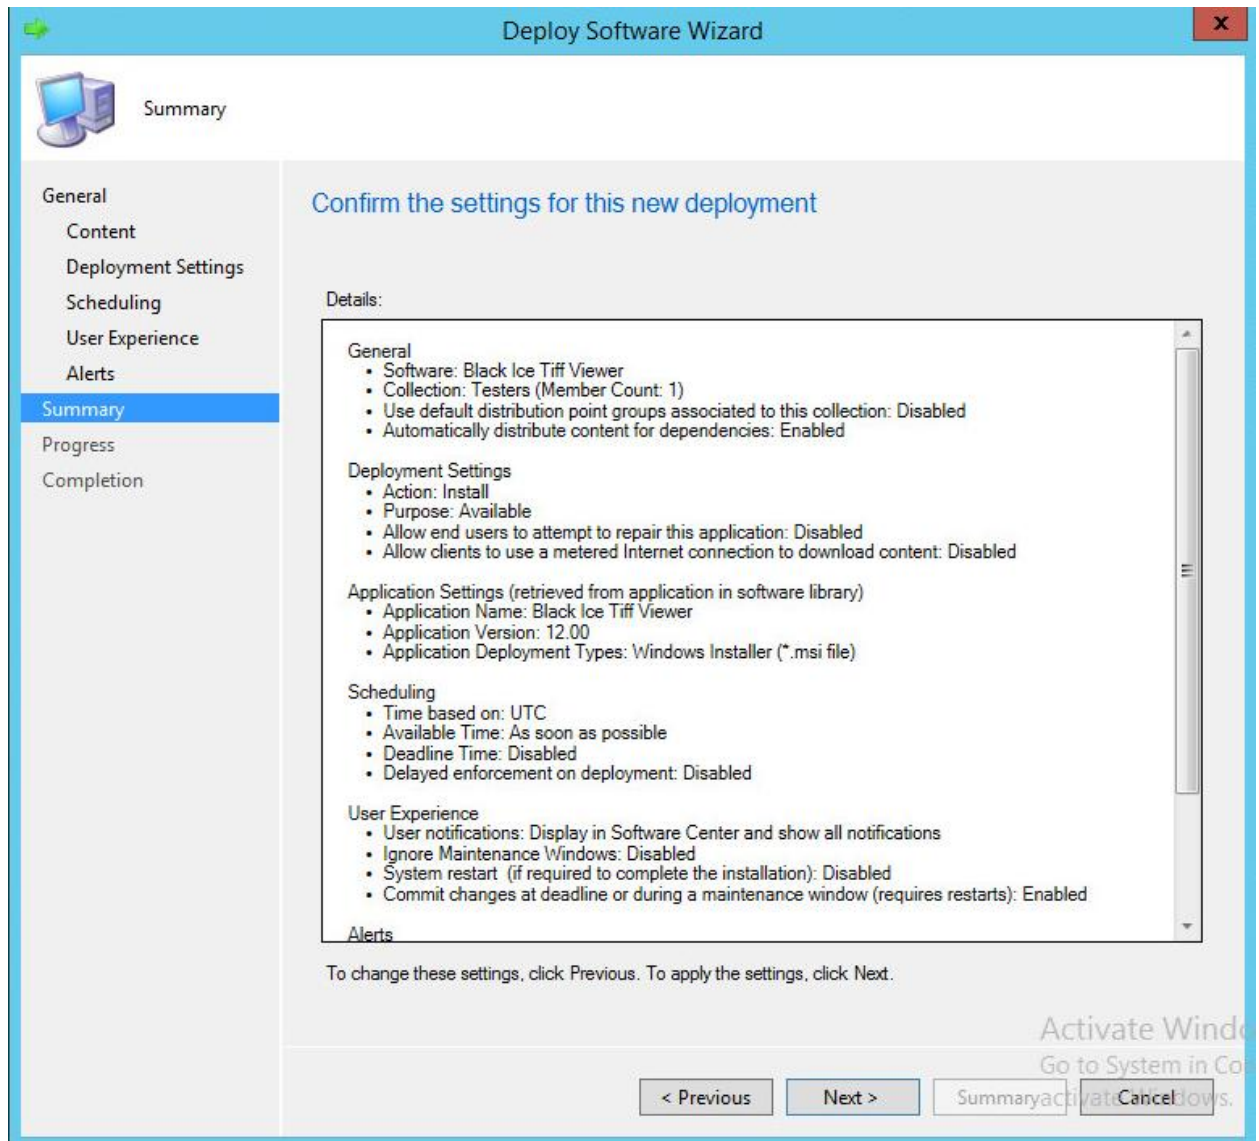 Deploy Software Wizard
x
Summary
General
Content
Deployment Settings
Scheduling
User Experience
Alerts
Summary
Progress
Completion
Confirm the settings for this new deployment
Details:
General
• Software: Black Ice Tiff Viewer
• Collection: Testers (Member Count: 1)
• Use default distribution point groups associated to this collection: Disabled
• Automatically distribute content for dependencies: Enabled
Deployment Settings
• Action: Install
• Purpose: Available
• Allow end users to attempt to repair this application: Disabled
• Allow clients to use a metered Internet connection to download content: Disabled
Application Settings (retrieved from application in software library)
• Application Name: Black Ice Tiff Viewer
• Application Version: 12.00
• Application Deployment Types: Windows Installer (*.msi file)
Scheduling
• Time based on: UTC
• Available Time: As soon as possible
• Deadline Time: Disabled
• Delayed enforcement on deployment: Disabled
User Experience
• User notifications: Display in Software Center and show all notifications
• Ignore Maintenance Windows: Disabled
• System restart (if required to complete the installation): Disabled
• Commit changes at deadline or during a maintenance window (requires restarts): Enabled
Alerts
To change these settings, click Previous. To apply the settings, click Next.
Activate Windo
Go to System in Co
< Previous
Next >
Summary
Cancel